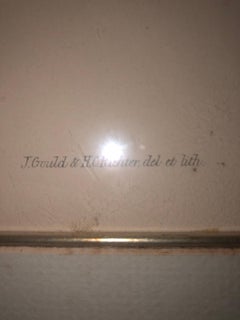 J. Gould & H.C. Richter, del et lith.